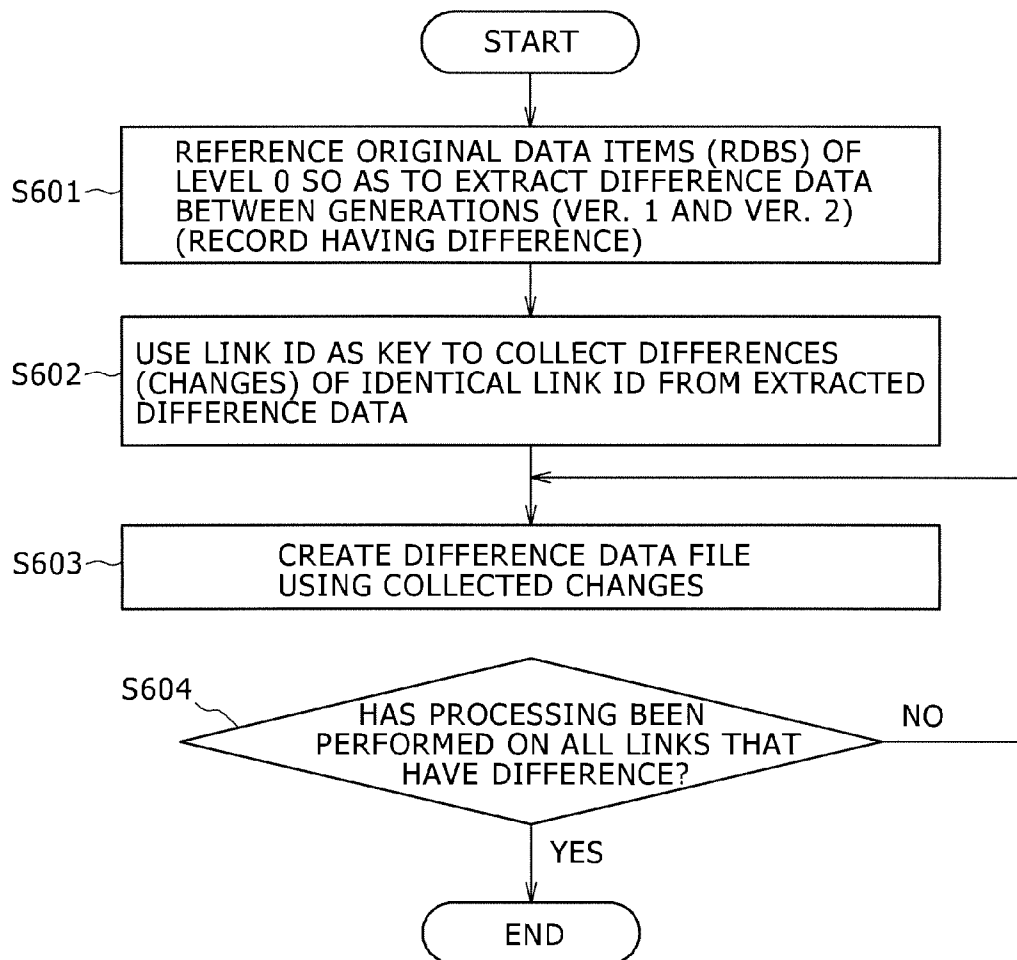 START
S601
REFERENCE ORIGINAL DATA ITEMS (RDBS) OF
LEVEL 0 SO AS TO EXTRACT DIFFERENCE DATA
BETWEEN GENERATIONS (VER. 1 AND VER. 2)
(RECORD HAVING DIFFERENCE)
S602
USE LINK ID AS KEY TO COLLECT DIFFERENCES
(CHANGES) OF IDENTICAL LINK ID FROM EXTRACTED
DIFFERENCE DATA
S603
CREATE DIFFERENCE DATA FILE
USING COLLECTED CHANGES
S604
HAS PROCESSING BEEN
PERFORMED ON ALL LINKS THAT
HAVE DIFFERENCE?
NO
YES
END